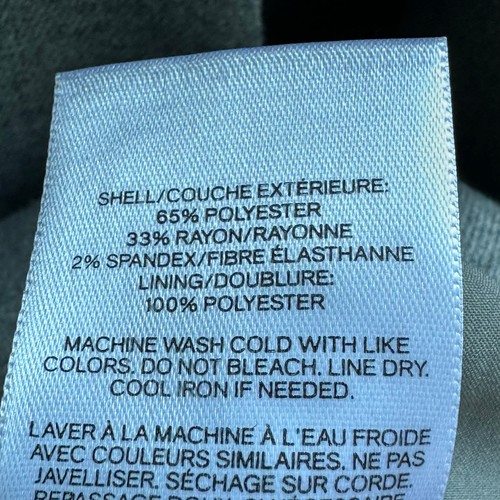 SHELL/COUCHE EXTÉRIEURE:
65% POLYESTER
33% RAYON/RAYONNE
2% SPANDEX/FIBRE ÉLASTHANNE
LINING/DOUBLURE:
100% POLYESTER
MACHINE WASH COLD WITH LIKE
COLORS. DO NOT BLEACH. LINE DRY.
COOL IRON IF NEEDED.
LAVER À LA MACHINE À L'EAU FROIDE
AVEC COULEURS SIMILAIRES. NE PAS
JAVELLISER. SÉCHAGE SUR CORDE.
REPASSAGE DOUX